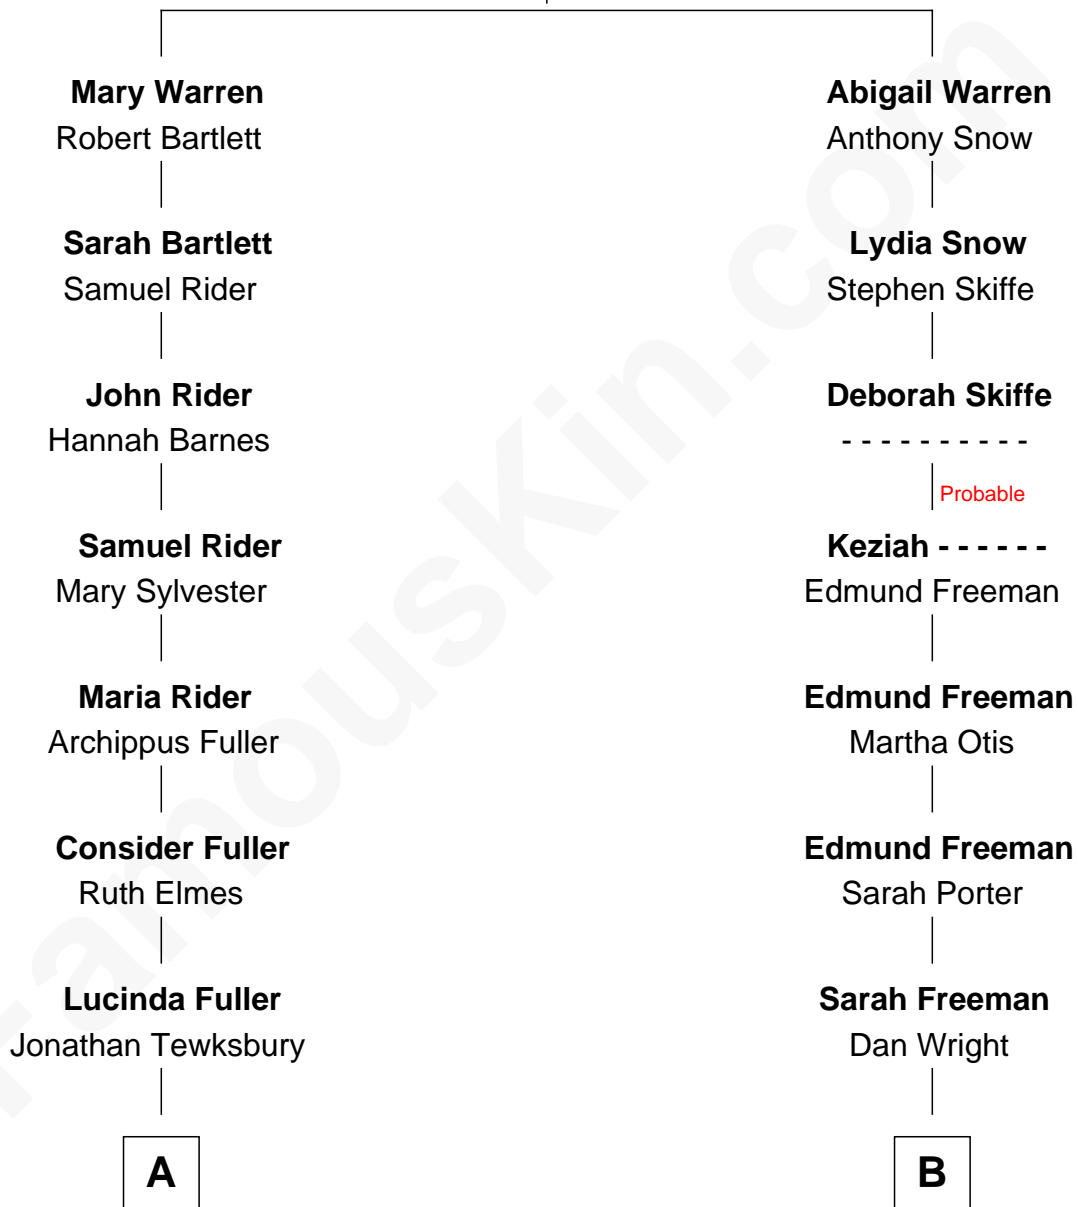 Mary Warren
Robert Bartlett
Sarah Bartlett
Samuel Rider
John Rider
Hannah Barnes
Samuel Rider
Mary Sylvester
Maria Rider
Archippus Fuller
Consider Fuller
Ruth Elmes
Lucinda Fuller
Jonathan Tewksbury
A
Abigail Warren
Anthony Snow
Lydia Snow
Stephen Skiffe
Deborah Skiffe
- - - - - - - - - -
Probable
Keziah - - - - - -
Edmund Freeman
Edmund Freeman
Martha Otis
Edmund Freeman
Sarah Porter
Sarah Freeman
Dan Wright
B
FamousKin.com